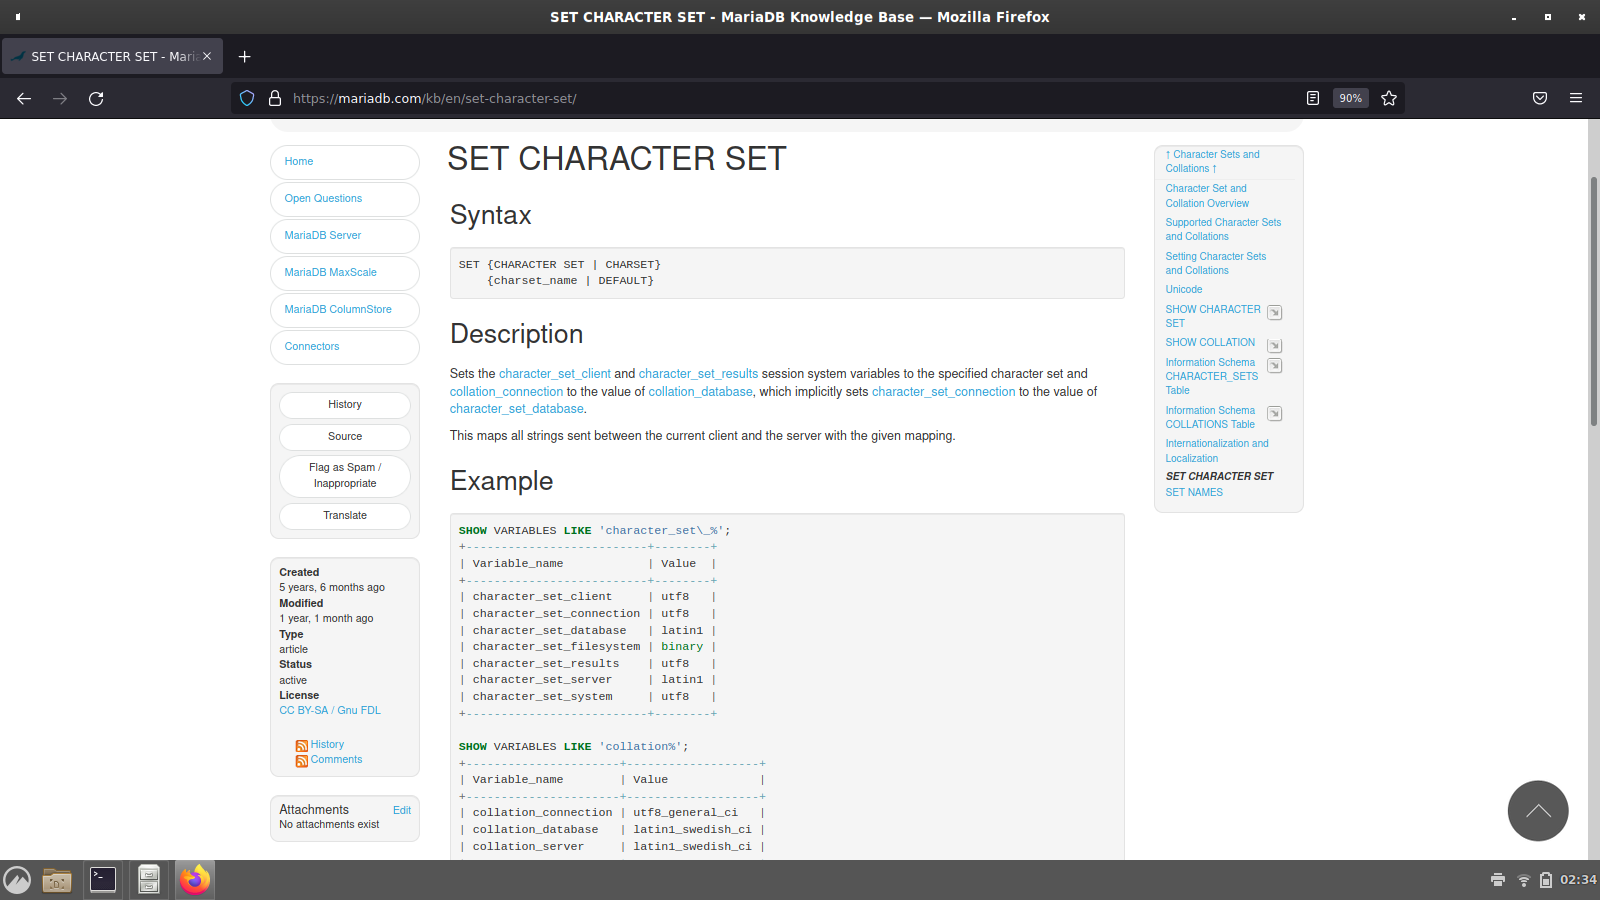 SET CHARACTER SET - MariaDB Knowledge Base — Mozilla Firefox
SET CHARACTER SET - Maria
https://mariadb.com/kb/en/set-character-set/
90%
Home
Open Questions
MariaDB Server
MariaDB MaxScale
MariaDB ColumnStore
Connectors
History
Source
Flag as Spam /
Inappropriate
Translate
Created
5 years, 6 months ago
Modified
1 year, 1 month ago
Type
article
Status
active
License
CC BY-SA / Gnu FDL
History
Comments
Attachments Edit
No attachments exist
SET CHARACTER SET
Syntax
SET {CHARACTER SET | CHARSET}
    {charset_name | DEFAULT}
Description
Sets the character_set_client and character_set_results session system variables to the specified character set and
collation_connection to the value of collation_database, which implicitly sets character_set_connection to the value of
character_set_database.
This maps all strings sent between the current client and the server with the given mapping.
Example
SHOW VARIABLES LIKE 'character_set\_%';
+--------------------------+--------+
| Variable_name            | Value  |
+--------------------------+--------+
| character_set_client     | utf8   |
| character_set_connection | utf8   |
| character_set_database   | latin1 |
| character_set_filesystem | binary |
| character_set_results    | utf8   |
| character_set_server     | latin1 |
| character_set_system     | utf8   |
+--------------------------+--------+
SHOW VARIABLES LIKE 'collation%';
+----------------------+-------------------+
| Variable_name        | Value             |
+----------------------+-------------------+
| collation_connection | utf8_general_ci   |
| collation_database   | latin1_swedish_ci |
| collation_server     | latin1_swedish_ci |
↑ Character Sets and
Collations ↑
Character Set and
Collation Overview
Supported Character Sets
and Collations
Setting Character Sets
and Collations
Unicode
SHOW CHARACTER
SET
SHOW COLLATION
Information Schema
CHARACTER_SETS
Table
Information Schema
COLLATIONS Table
Internationalization and
Localization
SET CHARACTER SET
SET NAMES
02:34